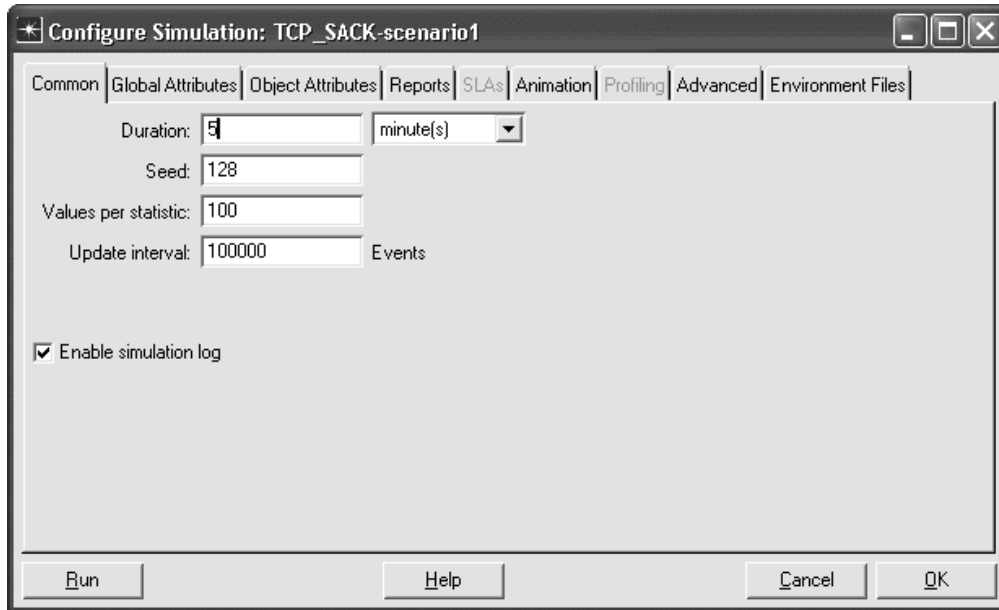 Configure Simulation: TCP_SACK-scenario1
Common Global Attributes Object Attributes Reports SLAs Animation Profiling Advanced Environment Files
Duration: 5 minute(s)
Seed: 128
Values per statistic: 100
Update interval: 100000 Events
Enable simulation log
Run Help Cancel OK